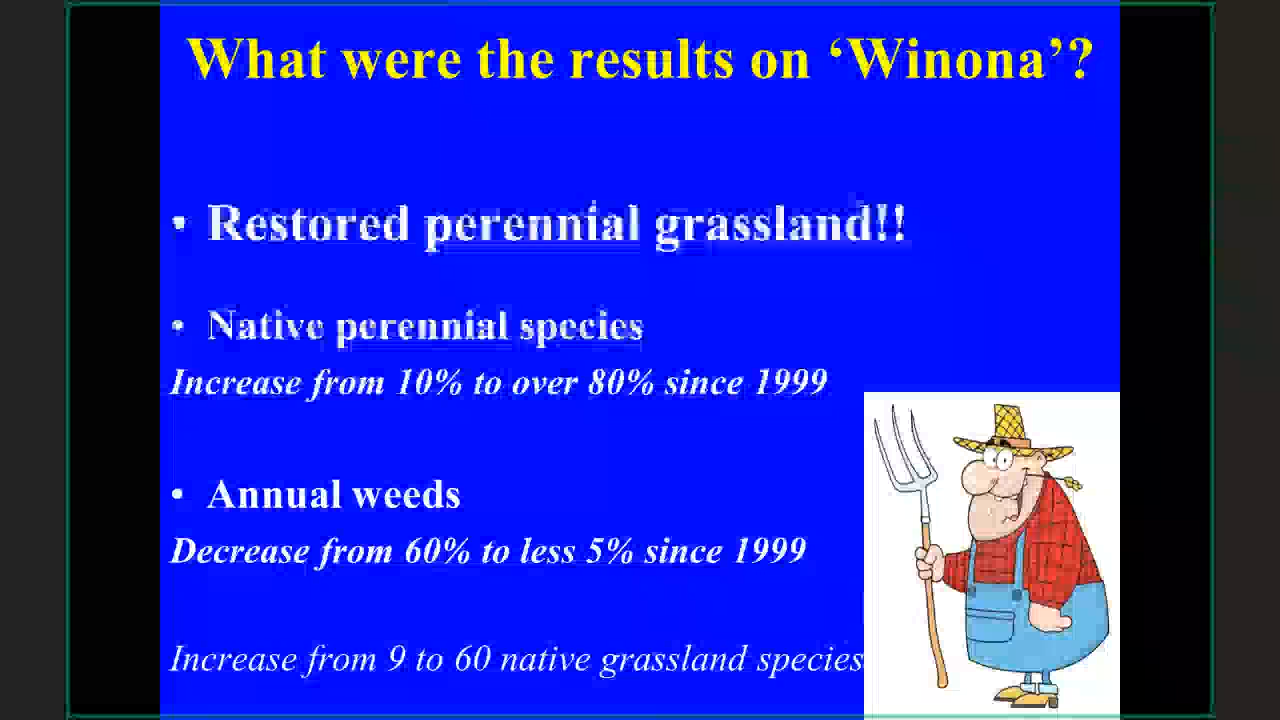 What were the results on ‘Winona’?
• Restored perennial grassland!!
• Native perennial species
Increase from 10% to over 80% since 1999
• Annual weeds
Decrease from 60% to less 5% since 1999
Increase from 9 to 60 native grassland species